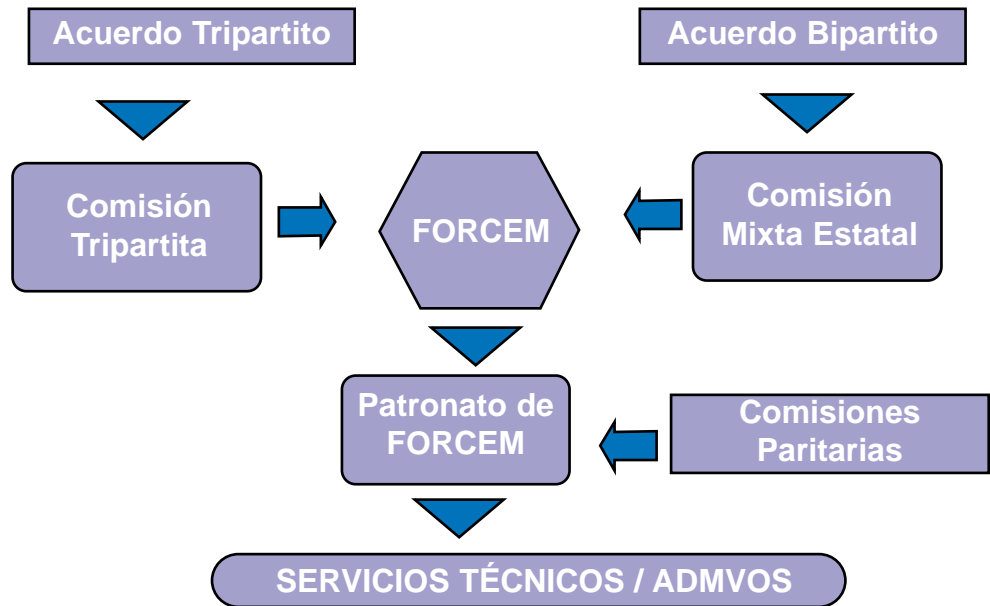 Acuerdo Tripartito
Acuerdo Bipartito
Comisión
Tripartita
FORCEM
Comisión
Mixta Estatal
Patronato de
FORCEM
Comisiones
Paritarias
SERVICIOS TÉCNICOS / ADMVOS